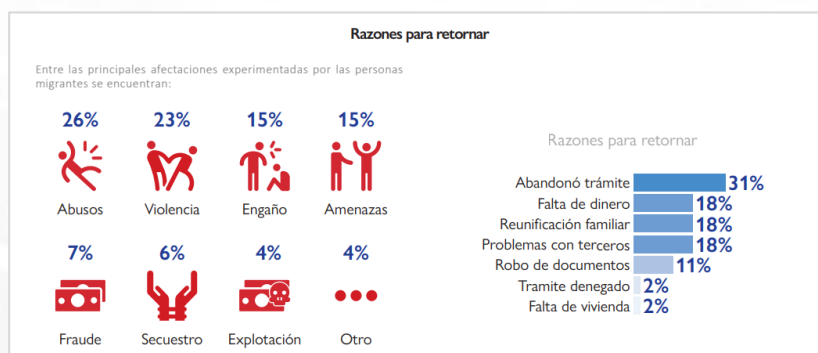 Razones para retornar
Entre las principales afectaciones experimentadas por las personas
migrantes se encuentran:
26% 23% 15% 15%
Abusos Violencia Engaño Amenazas
7% 6% 4% 4%
Fraude Secuestro Explotación Otro
Razones para retornar
Abandonó trámite 31%
Falta de dinero 18%
Reunificación familiar 18%
Problemas con terceros 18%
Robo de documentos 11%
Tramite denegado 2%
Falta de vivienda 2%